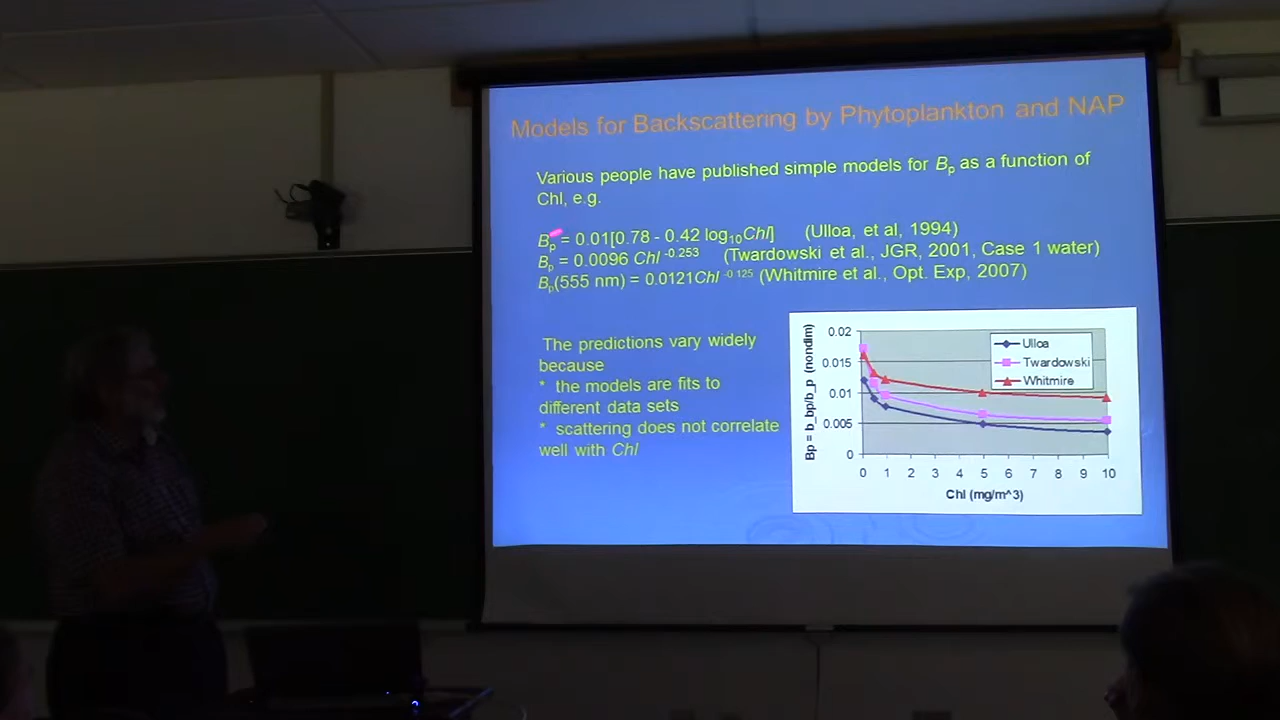 Models for Backscattering by Phytoplankton and NAP
Various people have published simple models for Bp as a function of
Chl, e.g.
Bp = 0.01[0.78 - 0.42 log10Chl] (Ulloa, et al, 1994)
Bp = 0.0096 Chl -0.253 (Twardowski et al., JGR, 2001, Case 1 water)
Bp(555 nm) = 0.0121Chl -0.125 (Whitmire et al., Opt. Exp, 2007)
The predictions vary widely
because
* the models are fits to
different data sets
* scattering does not correlate
well with Chl
Bp = b_bp/b_p (nondim)
0.02
0.015
0.01
0.005
0
Ulloa
Twardowski
Whitmire
0 1 2 3 4 5 6 7 8 9 10
Chl (mg/m^3)